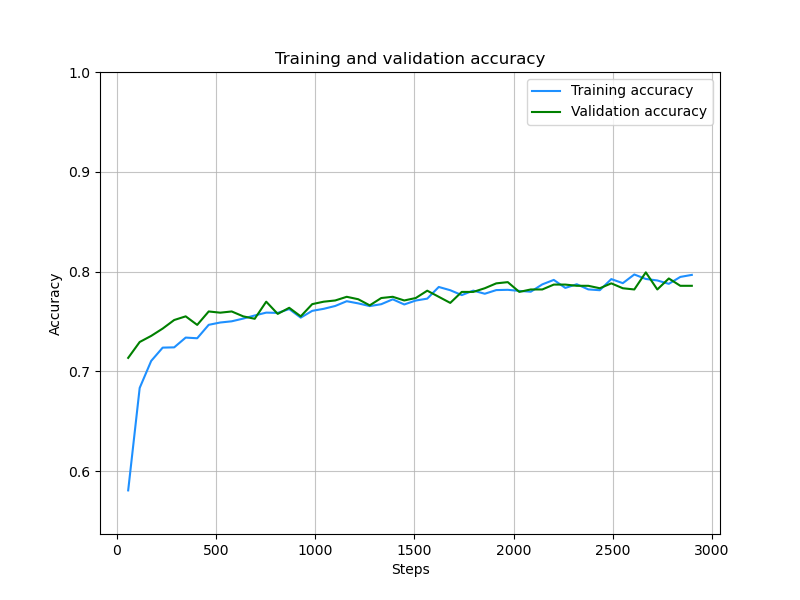 Training and validation accuracy
1.0
0.9
0.8
0.7
0.6
Accuracy
Training accuracy
Validation accuracy
0 500 1000 1500 2000 2500 3000
Steps